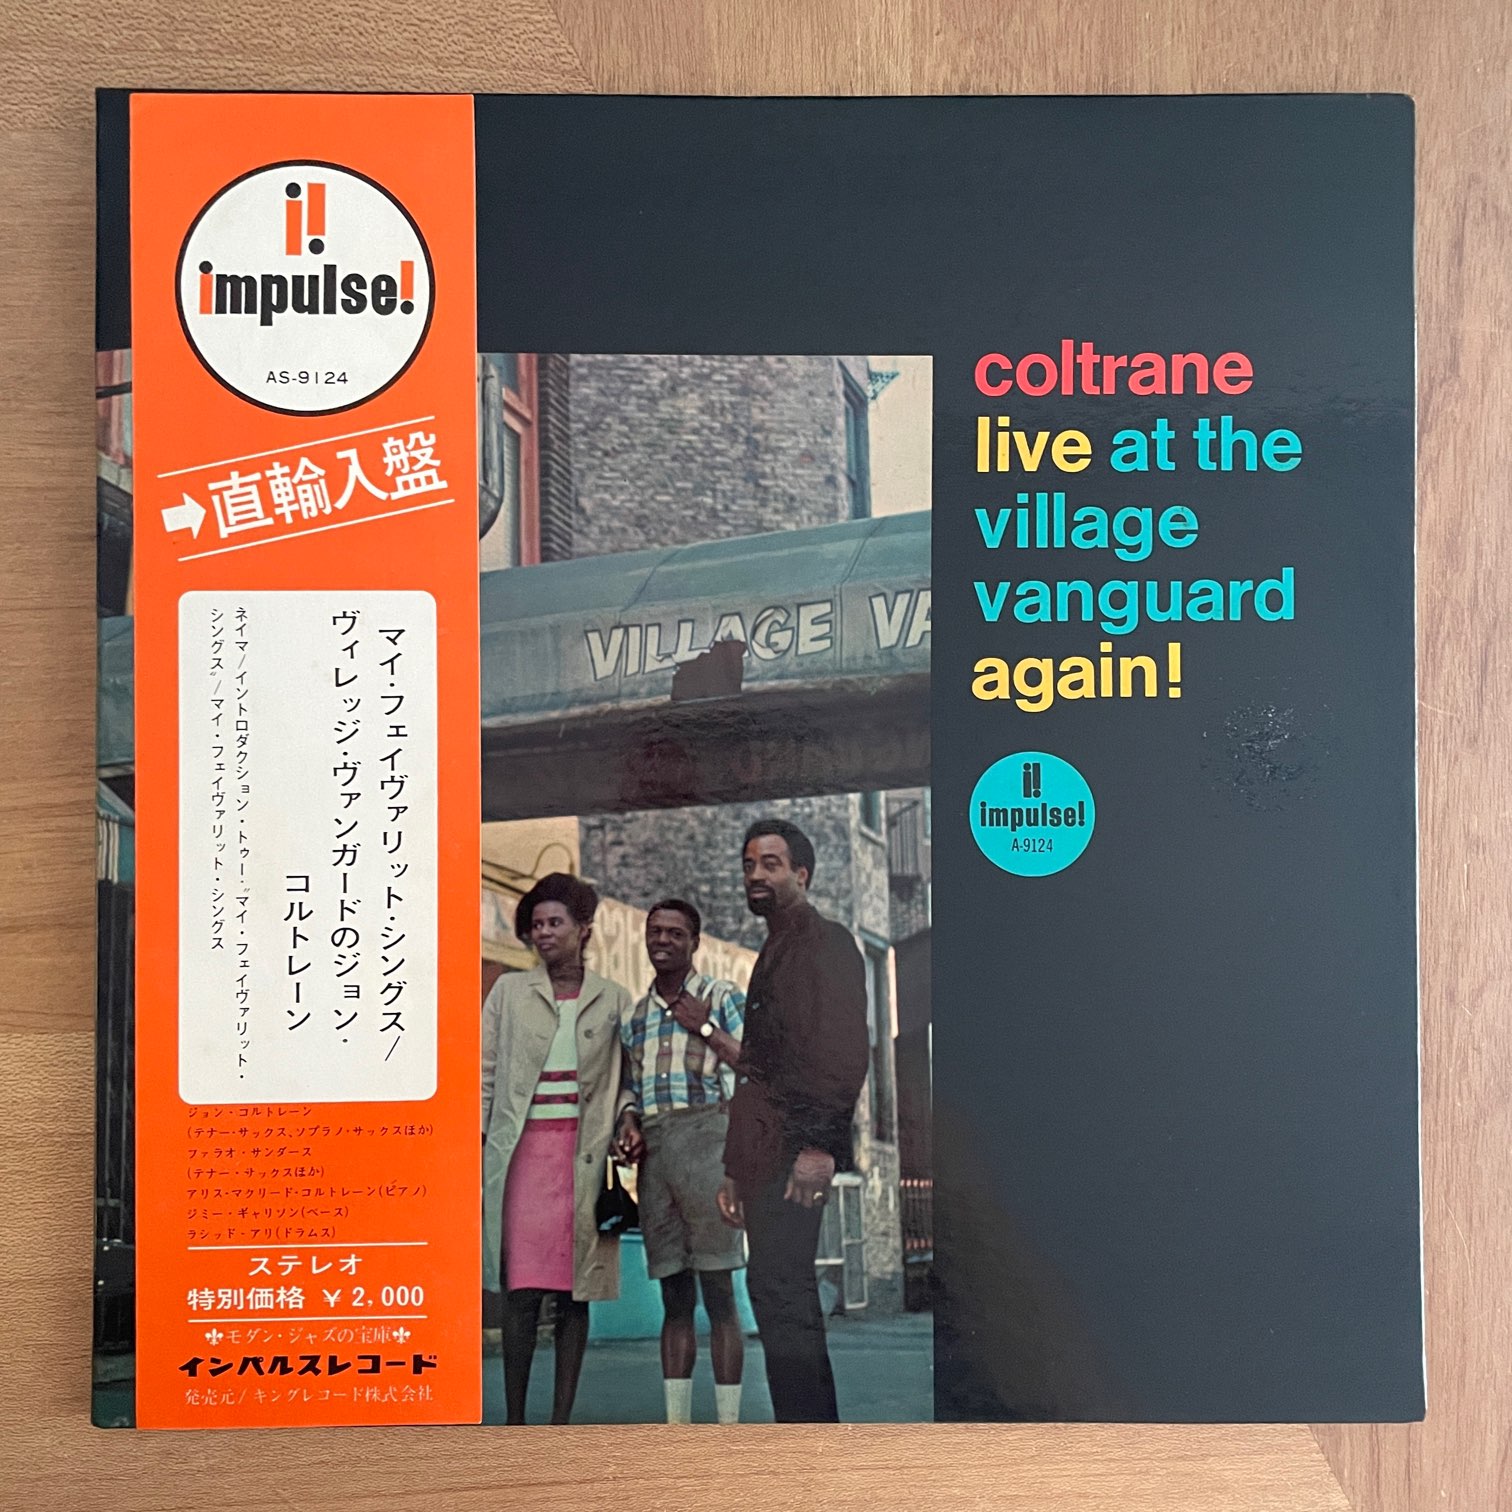 i!
impulse!
AS-9124
➡直輸入盤
マイ・フェイヴァリット・シングス/
ヴィレッジ・ヴァンガードのジョン・
コルトレーン
ネイマ/イントロダクション・トゥー・“マイ・フェイヴァリット・
シングス”/マイ・フェイヴァリット・シングス
ジョン・コルトレーン
(テナー・サックス、ソプラノ・サックスほか)
ファラオ・サンダース
(テナー・サックスほか)
アリス・マクリード・コルトレーン(ピアノ)
ジミー・ギャリソン(ベース)
ラシッド・アリ(ドラムス)
ステレオ
特別価格 ¥2,000
モダン・ジャズの宝庫
インパルスレコード
発売元/キングレコード株式会社
VILLAGE VA
coltrane
live at the
village
vanguard
again!
i!
impulse!
A-9124